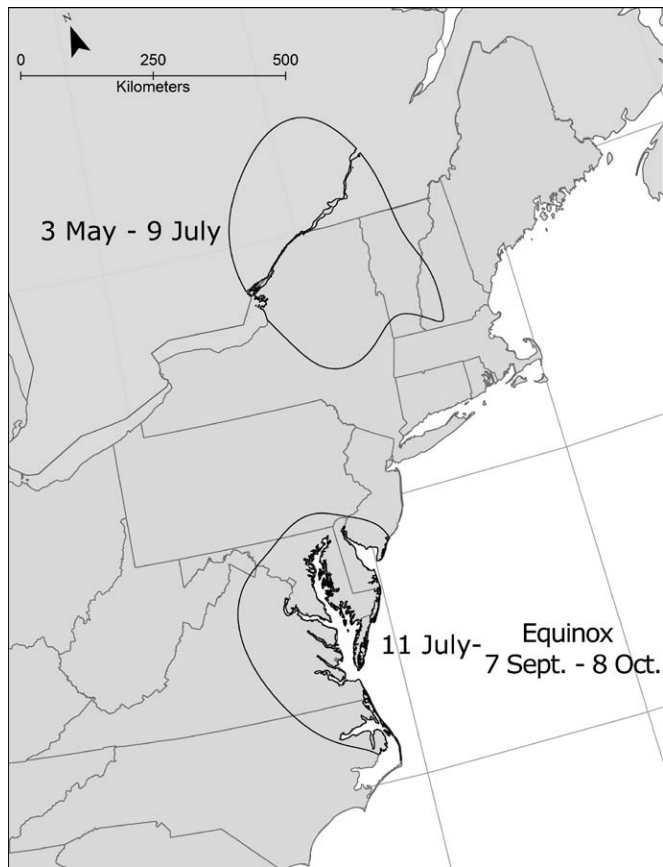 N
0 250 500
Kilometers
3 May - 9 July
11 July-
Equinox
7 Sept. - 8 Oct.